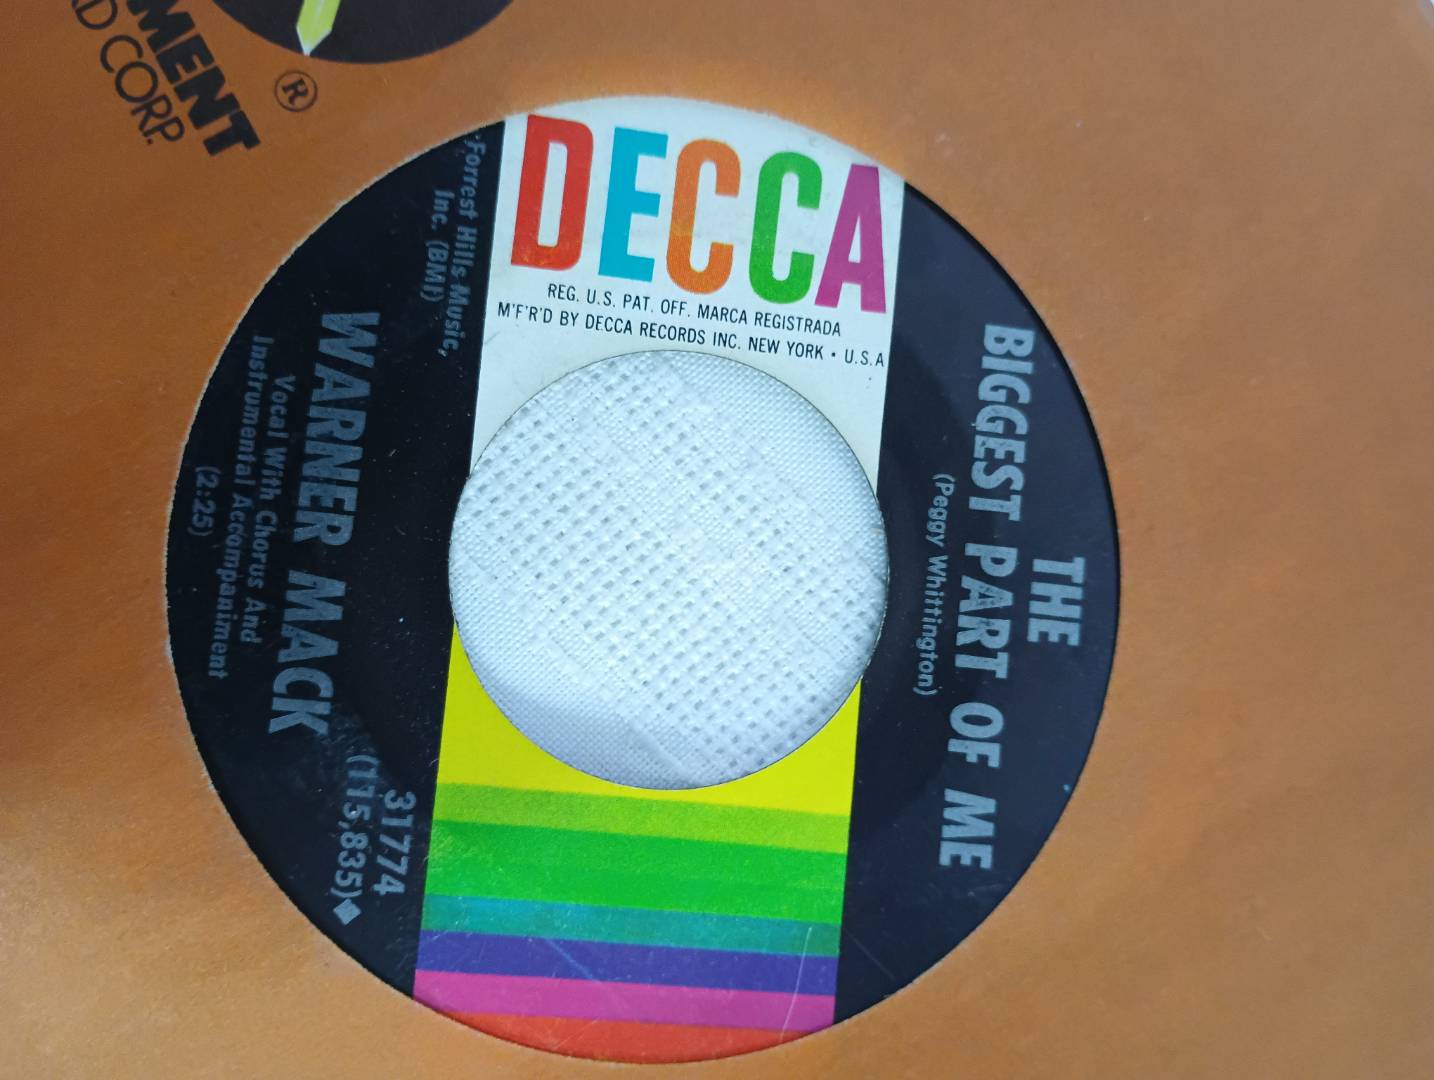 MENT
D CORP.
®
DECCA
REG. U.S. PAT. OFF. MARCA REGISTRADA
M'F'R'D BY DECCA RECORDS INC. NEW YORK • U.S.A
THE
BIGGEST PART OF ME
(Peggy Whittington)
Forrest Hills Music,
Inc. (BMI)
31774
(115,835)◆
WARNER MACK
Vocal With Chorus And
Instrumental Accompaniment
(2:25)